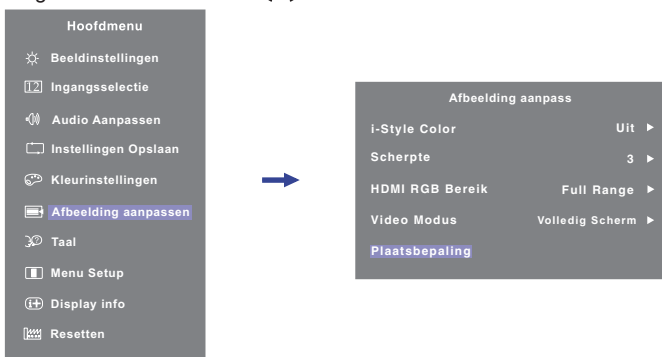 Hoofdmenu
Beeldinstellingen
12 Ingangsselectie
Audio Aanpassen
Instellingen Opslaan
Kleurinstellingen
Afbeelding aanpassen
Taal
Menu Setup
Display info
Resetten
Afbeelding aanpass
i-Style Color Uit
Scherpte 3
HDMI RGB Bereik Full Range
Video Modus Volledig Scherm
Plaatsbepaling